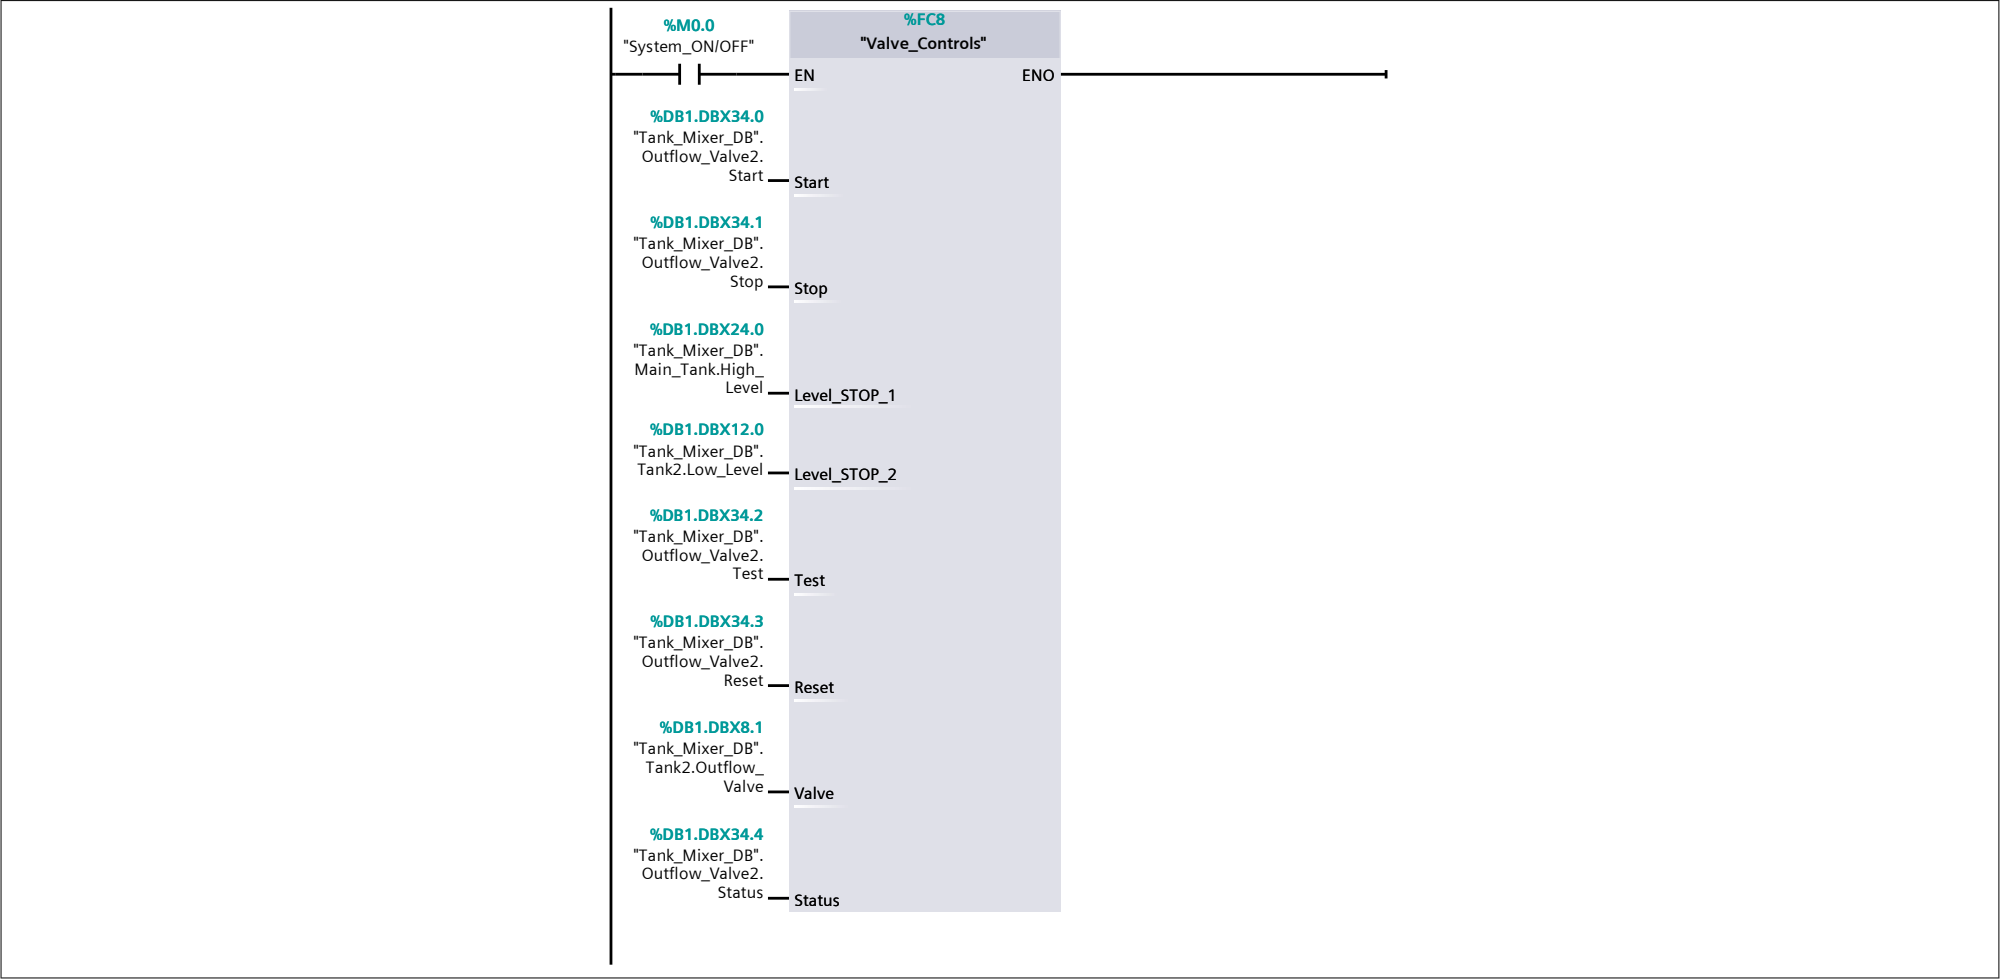 %M0.0
"System_ON/OFF"
%FC8
"Valve_Controls"
EN
ENO
%DB1.DBX34.0
"Tank_Mixer_DB".
Outflow_Valve2.
Start
Start
%DB1.DBX34.1
"Tank_Mixer_DB".
Outflow_Valve2.
Stop
Stop
%DB1.DBX24.0
"Tank_Mixer_DB".
Main_Tank.High_
Level
Level_STOP_1
%DB1.DBX12.0
"Tank_Mixer_DB".
Tank2.Low_Level
Level_STOP_2
%DB1.DBX34.2
"Tank_Mixer_DB".
Outflow_Valve2.
Test
Test
%DB1.DBX34.3
"Tank_Mixer_DB".
Outflow_Valve2.
Reset
Reset
%DB1.DBX8.1
"Tank_Mixer_DB".
Tank2.Outflow_
Valve
Valve
%DB1.DBX34.4
"Tank_Mixer_DB".
Outflow_Valve2.
Status
Status